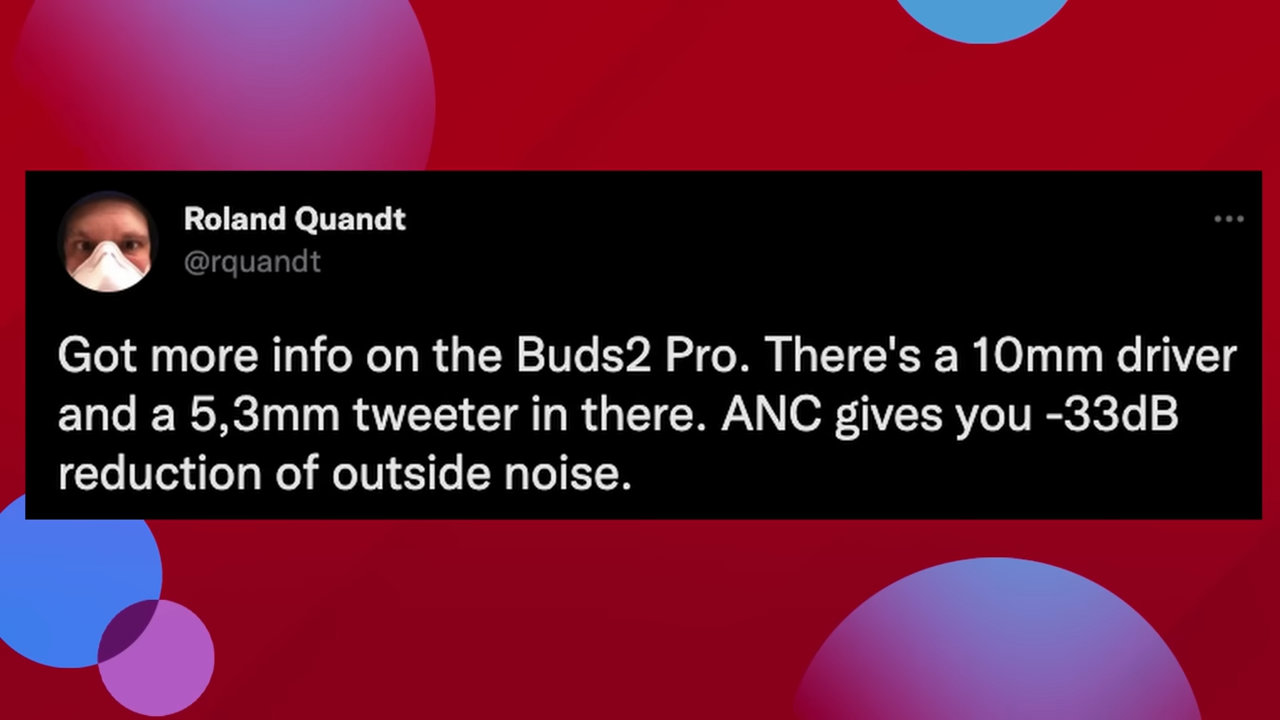 Roland Quandt
@rquandt
Got more info on the Buds2 Pro. There's a 10mm driver
and a 5,3mm tweeter in there. ANC gives you -33dB
reduction of outside noise.